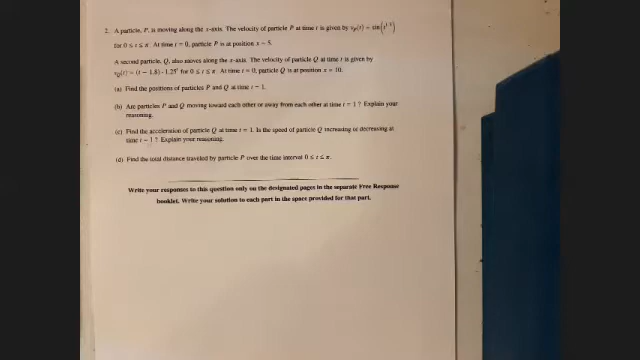 2. A particle, P, is moving along the x-axis. The velocity of particle P at time t is given by v_P(t) = sin(t^1.5)
for 0 ≤ t ≤ π. At time t = 0, particle P is at position x = 5.
A second particle, Q, also moves along the x-axis. The velocity of particle Q at time t is given by
v_Q(t) = (t − 1.8) · 1.25^t for 0 ≤ t ≤ π. At time t = 0, particle Q is at position x = 10.
(a) Find the positions of particles P and Q at time t = 1.
(b) Are particles P and Q moving toward each other or away from each other at time t = 1? Explain your
reasoning.
(c) Find the acceleration of particle Q at time t = 1. Is the speed of particle Q increasing or decreasing at
time t = 1? Explain your reasoning.
(d) Find the total distance traveled by particle P over the time interval 0 ≤ t ≤ π.
Write your responses to this question only on the designated pages in the separate Free Response
booklet. Write your solution to each part in the space provided for that part.